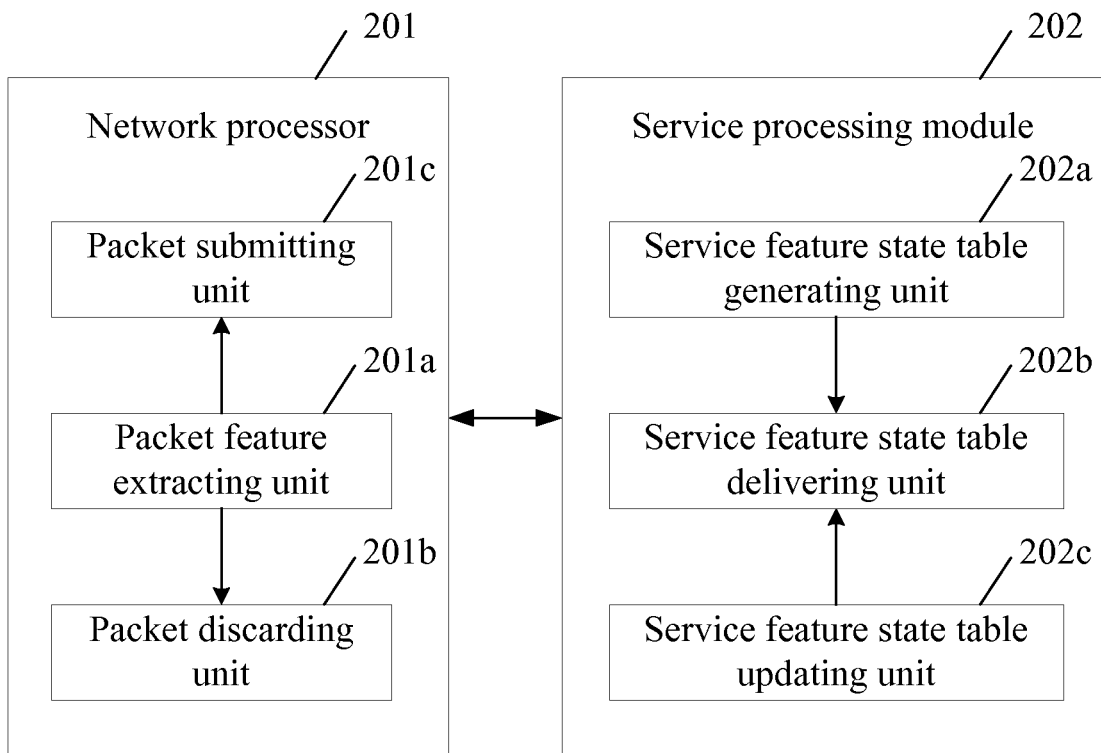 201
202
Network processor
Service processing module
201c
202a
Packet submitting
unit
Service feature state table
generating unit
201a
202b
Packet feature
extracting unit
Service feature state table
delivering unit
201b
202c
Packet discarding
unit
Service feature state table
updating unit